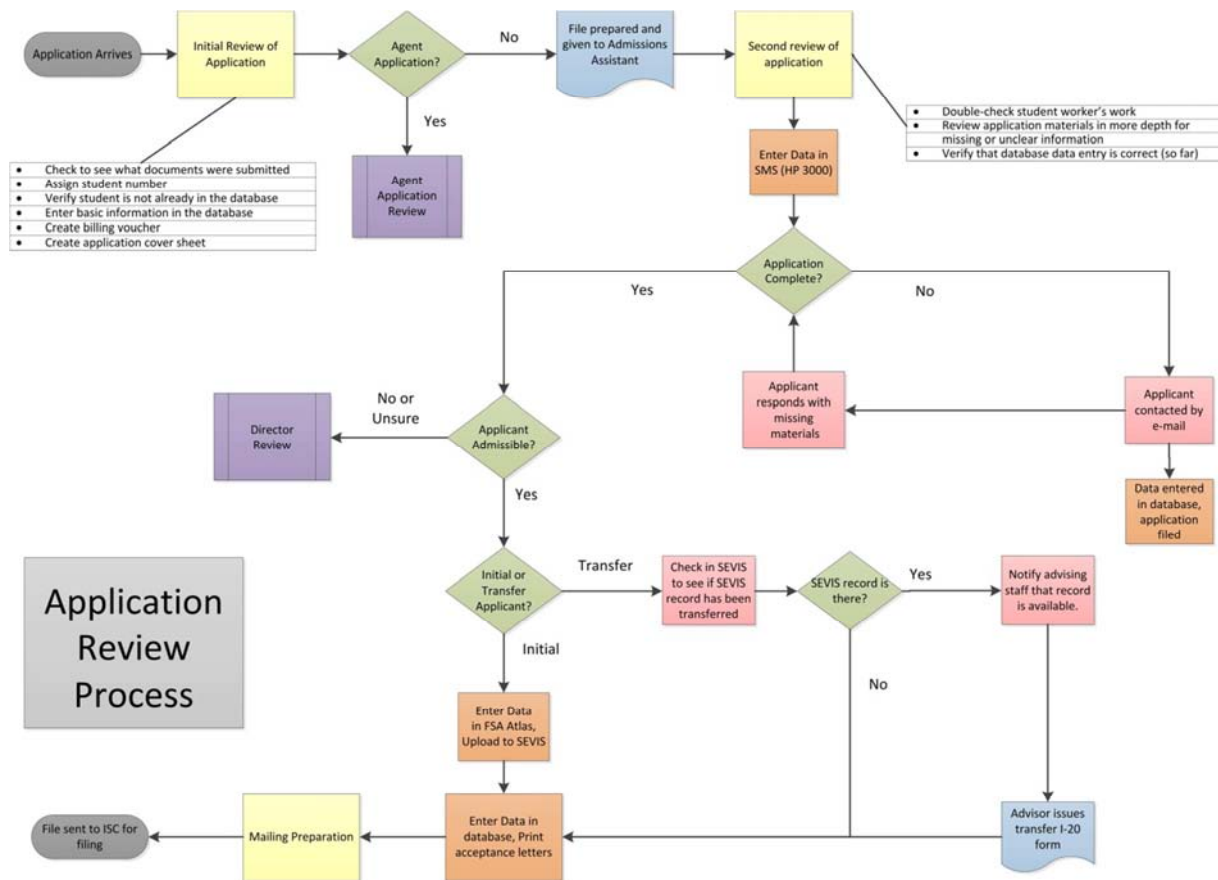 Application Arrives
Initial Review of
Application
Agent
Application?
No
File prepared and
given to Admissions
Assistant
Second review of
application
Yes
Agent
Application
Review
• Check to see what documents were submitted
• Assign student number
• Verify student is not already in the database
• Enter basic information in the database
• Create billing voucher
• Create application cover sheet
• Double-check student worker's work
• Review application materials in more depth for
missing or unclear information
• Verify that database data entry is correct (so far)
Enter Data in
SMS (HP 3000)
Application
Complete?
Yes
No
Applicant
responds with
missing
materials
Applicant
contacted by
e-mail
Data entered
in database,
application
filed
Director
Review
No or
Unsure
Applicant
Admissible?
Yes
Initial or
Transfer
Applicant?
Transfer
Check in SEVIS
to see if SEVIS
record has been
transferred
SEVIS record is
there?
Yes
Notify advising
staff that record
is available.
Initial
No
Application
Review
Process
Enter Data
in FSA Atlas,
Upload to SEVIS
File sent to ISC for
filing
Mailing Preparation
Enter Data in
database, Print
acceptance letters
Advisor issues
transfer I-20
form